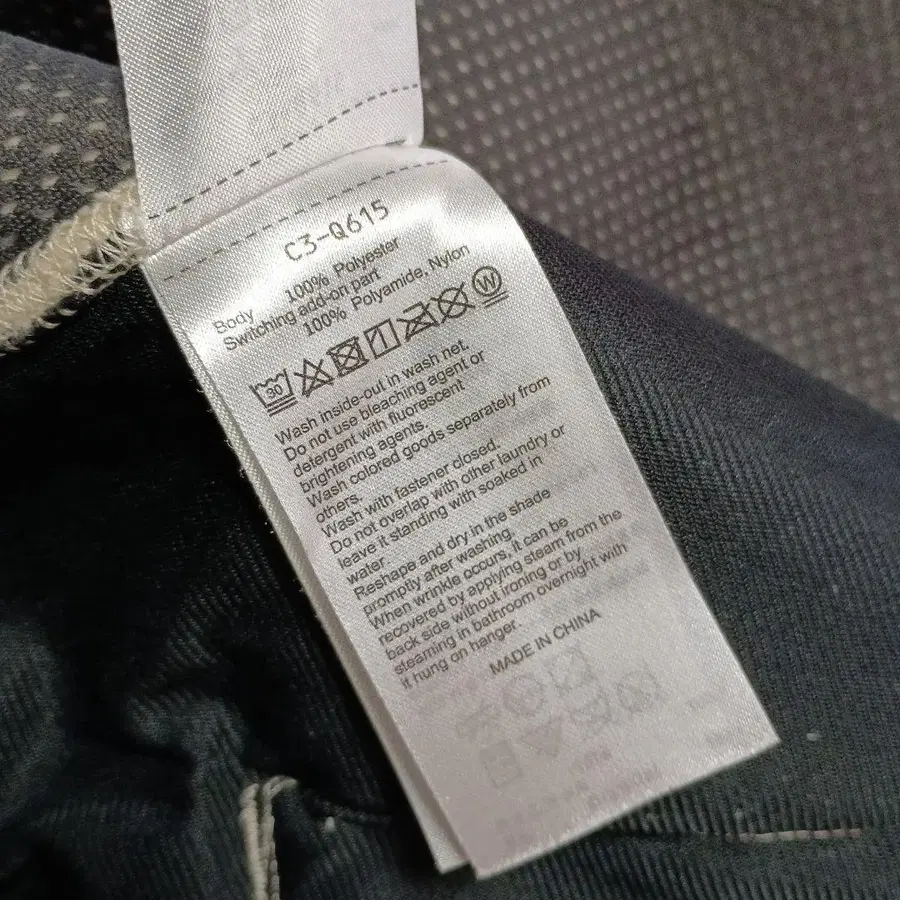 C3-Q615
Body 100% Polyester
Switching add-on part
100% Polyamide, Nylon
30 W
Wash inside-out in wash net.
Do not use bleaching agent or
detergent with fluorescent
brightening agents.
Wash colored goods separately from
others.
Wash with fastener closed.
Do not overlap with other laundry or
leave it standing with soaked in
water.
Reshape and dry in the shade
promptly after washing.
When wrinkle occurs, it can be
recovered by applying steam from the
back side without ironing or by
steaming in bathroom overnight with
it hung on hanger.
MADE IN CHINA